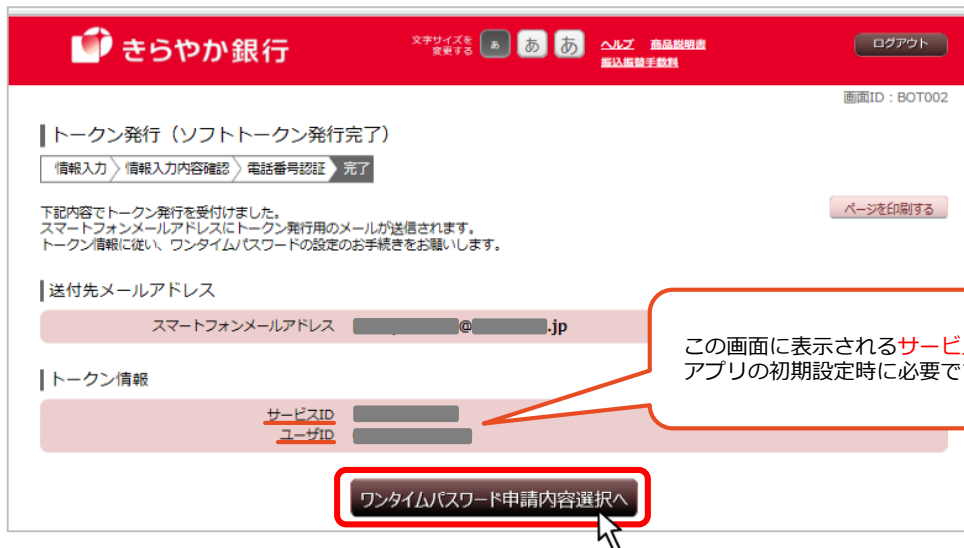 きらやか銀行
文字サイズを
変更する
あ あ あ
ヘルプ 商品説明書
振込振替手数料
ログアウト
画面ID：BOT002
トークン発行（ソフトトークン発行完了）
情報入力 情報入力内容確認 電話番号認証 完了
下記内容でトークン発行を受付けました。
スマートフォンメールアドレスにトークン発行用のメールが送信されます。
トークン情報に従い、ワンタイムパスワードの設定のお手続きをお願いします。
ページを印刷する
送付先メールアドレス
スマートフォンメールアドレス @ .jp
この画面に表示されるサービ
アプリの初期設定時に必要で
トークン情報
サービスID
ユーザID
ワンタイムパスワード申請内容選択へ